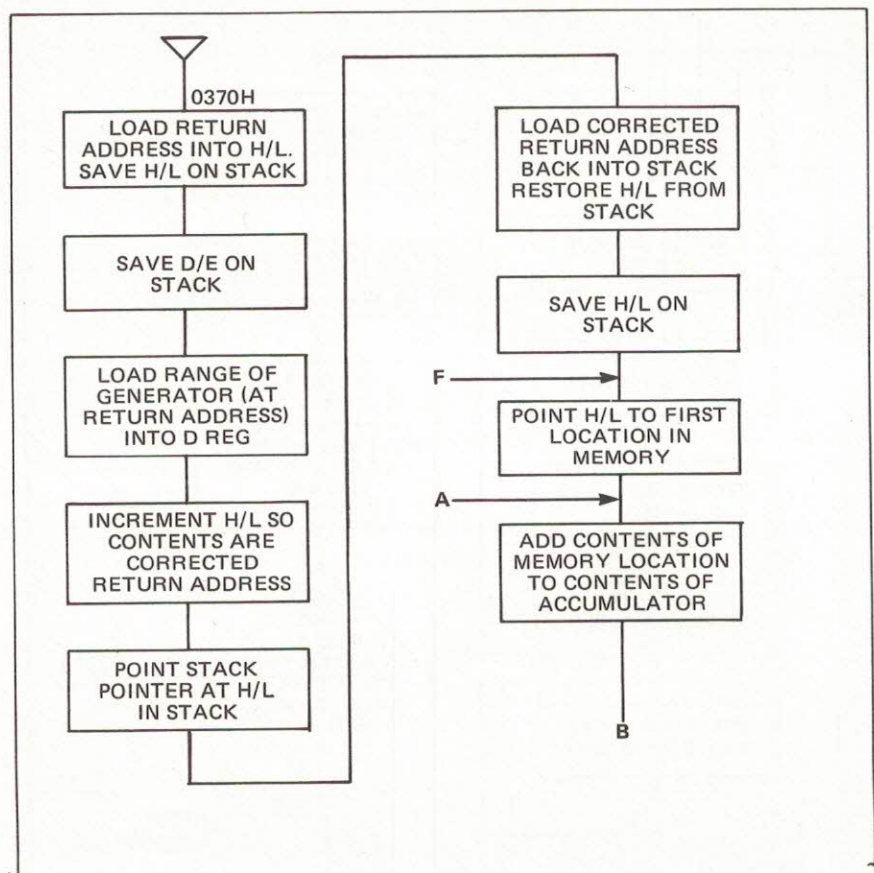 0370H
LOAD RETURN
ADDRESS INTO H/L.
SAVE H/L ON STACK
SAVE D/E ON
STACK
LOAD RANGE OF
GENERATOR (AT
RETURN ADDRESS)
INTO D REG
INCREMENT H/L SO
CONTENTS ARE
CORRECTED
RETURN ADDRESS
POINT STACK
POINTER AT H/L
IN STACK
LOAD CORRECTED
RETURN ADDRESS
BACK INTO STACK
RESTORE H/L FROM
STACK
SAVE H/L ON
STACK
F
POINT H/L TO FIRST
LOCATION IN
MEMORY
A
ADD CONTENTS OF
MEMORY LOCATION
TO CONTENTS OF
ACCUMULATOR
B